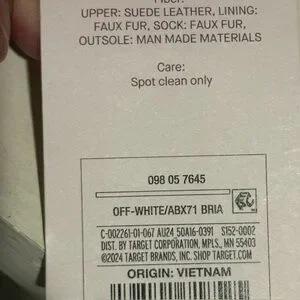 UPPER: SUEDE LEATHER, LINING:
FAUX FUR, SOCK: FAUX FUR,
OUTSOLE: MAN MADE MATERIALS
Care:
Spot clean only
098 05 7645
OFF-WHITE/ABX71 BRIA
C-002261-01-067 AU24 50A16-0391 S152-0002
DIST. BY TARGET CORPORATION, MPLS., MN 55403
©2024 TARGET BRANDS, INC. SHOP TARGET.COM
ORIGIN: VIETNAM